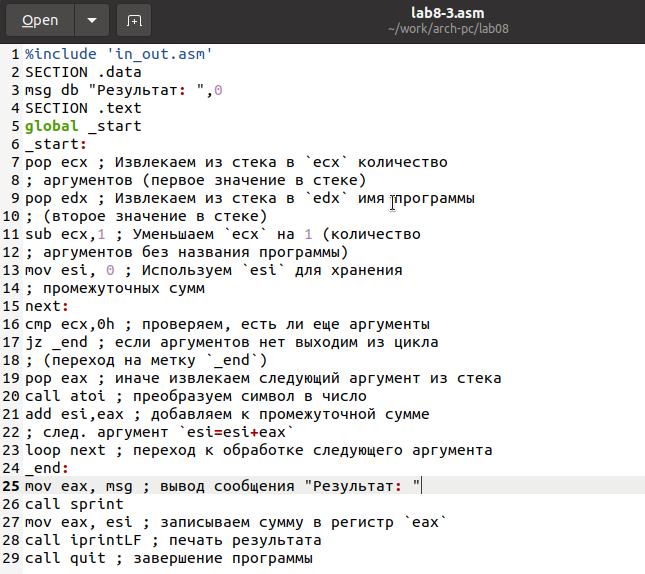 Open
lab8-3.asm
~/work/arch-pc/lab08
1 %include 'in_out.asm'
2 SECTION .data
3 msg db "Результат: ",0
4 SECTION .text
5 global _start
6 _start:
7 pop ecx ; Извлекаем из стека в `ecx` количество
8 ; аргументов (первое значение в стеке)
9 pop edx ; Извлекаем из стека в `edx` имя программы
10 ; (второе значение в стеке)
11 sub ecx,1 ; Уменьшаем `ecx` на 1 (количество
12 ; аргументов без названия программы)
13 mov esi, 0 ; Используем `esi` для хранения
14 ; промежуточных сумм
15 next:
16 cmp ecx,0h ; проверяем, есть ли еще аргументы
17 jz _end ; если аргументов нет выходим из цикла
18 ; (переход на метку `_end`)
19 pop eax ; иначе извлекаем следующий аргумент из стека
20 call atoi ; преобразуем символ в число
21 add esi,eax ; добавляем к промежуточной сумме
22 ; след. аргумент `esi=esi+eax`
23 loop next ; переход к обработке следующего аргумента
24 _end:
25 mov eax, msg ; вывод сообщения "Результат: "
26 call sprint
27 mov eax, esi ; записываем сумму в регистр `eax`
28 call iprintLF ; печать результата
29 call quit ; завершение программы